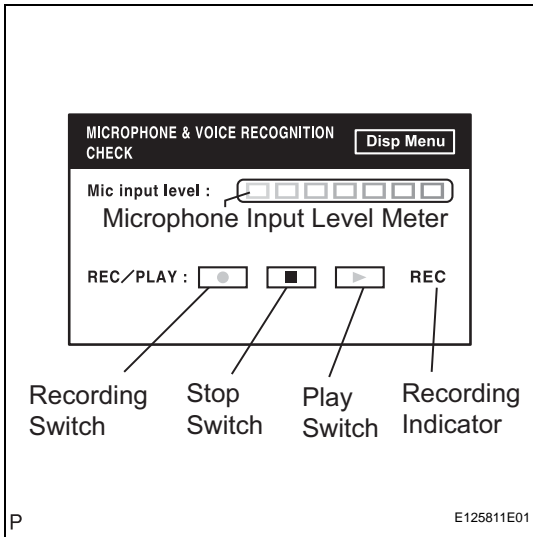 MICROPHONE & VOICE RECOGNITION
CHECK
Disp Menu
Mic input level :
Microphone Input Level Meter
REC/PLAY :
REC
Recording
Switch
Stop
Switch
Play
Switch
Recording
Indicator
P
E125811E01